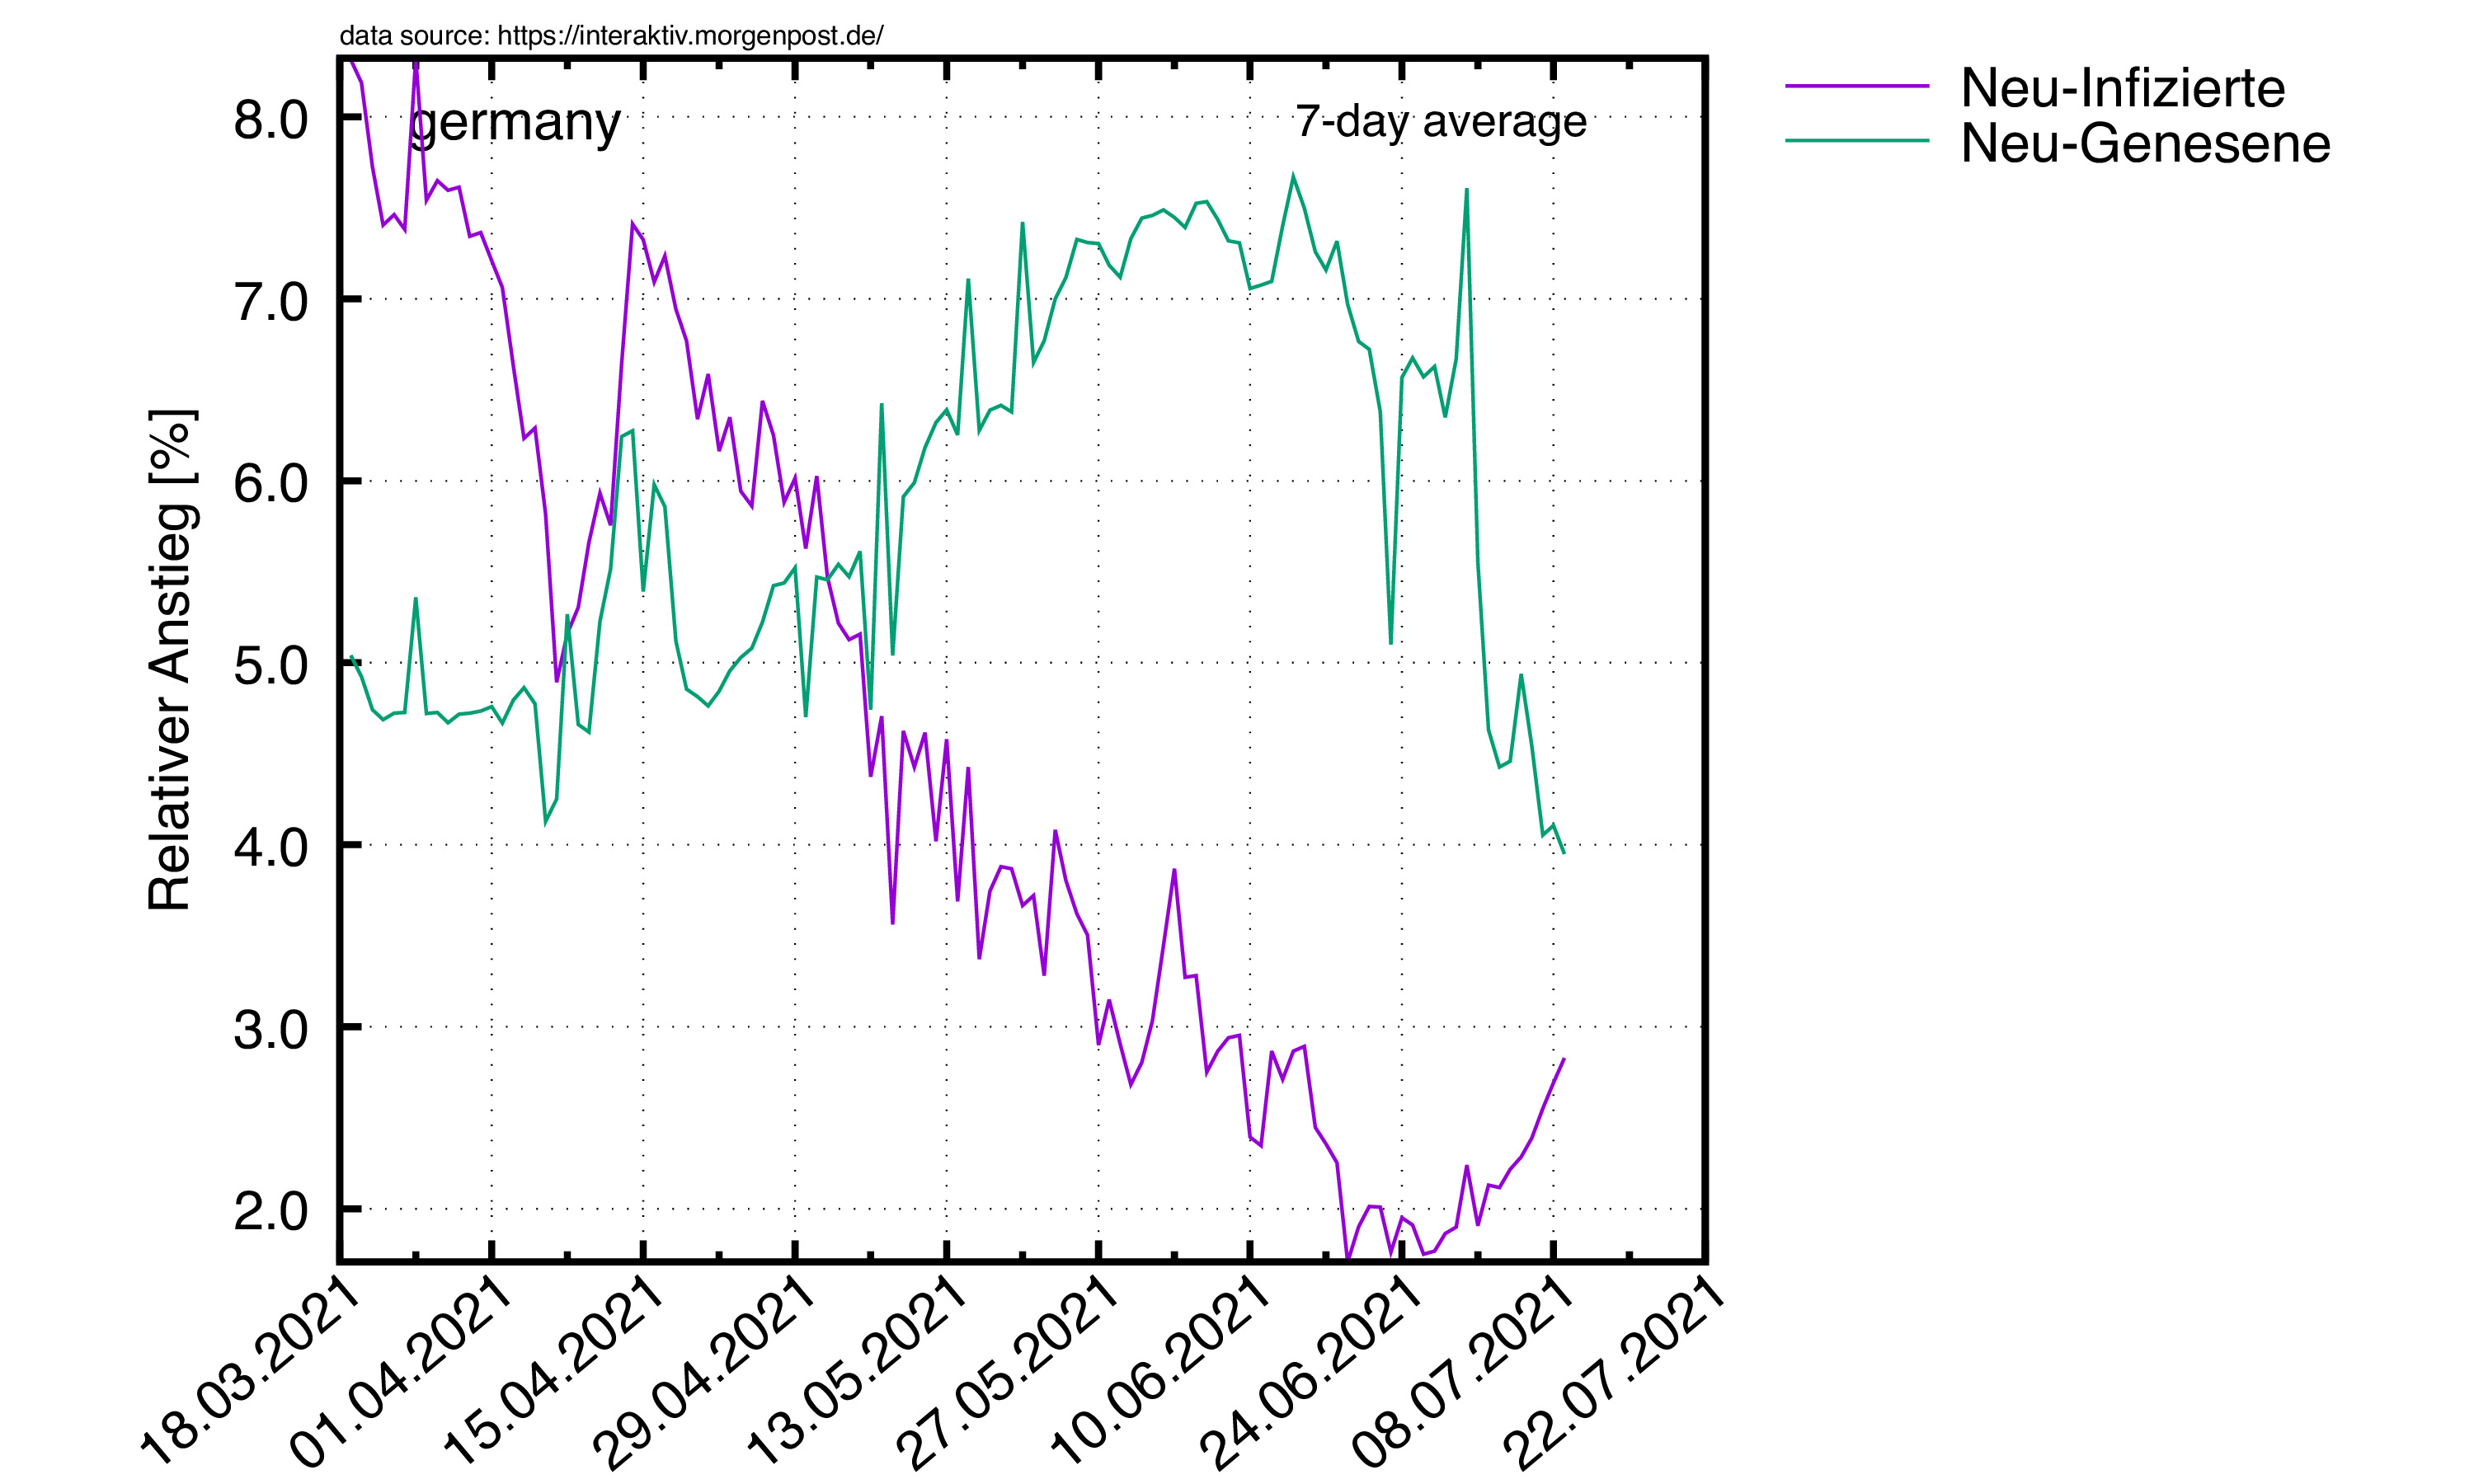 data source: https://interaktiv.morgenpost.de/
germany
7-day average
Neu-Infizierte
Neu-Genesene
Relativer Anstieg [%]
8.0
7.0
6.0
5.0
4.0
3.0
2.0
18.03.2021
01.04.2021
15.04.2021
29.04.2021
13.05.2021
27.05.2021
10.06.2021
24.06.2021
08.07.2021
22.07.2021